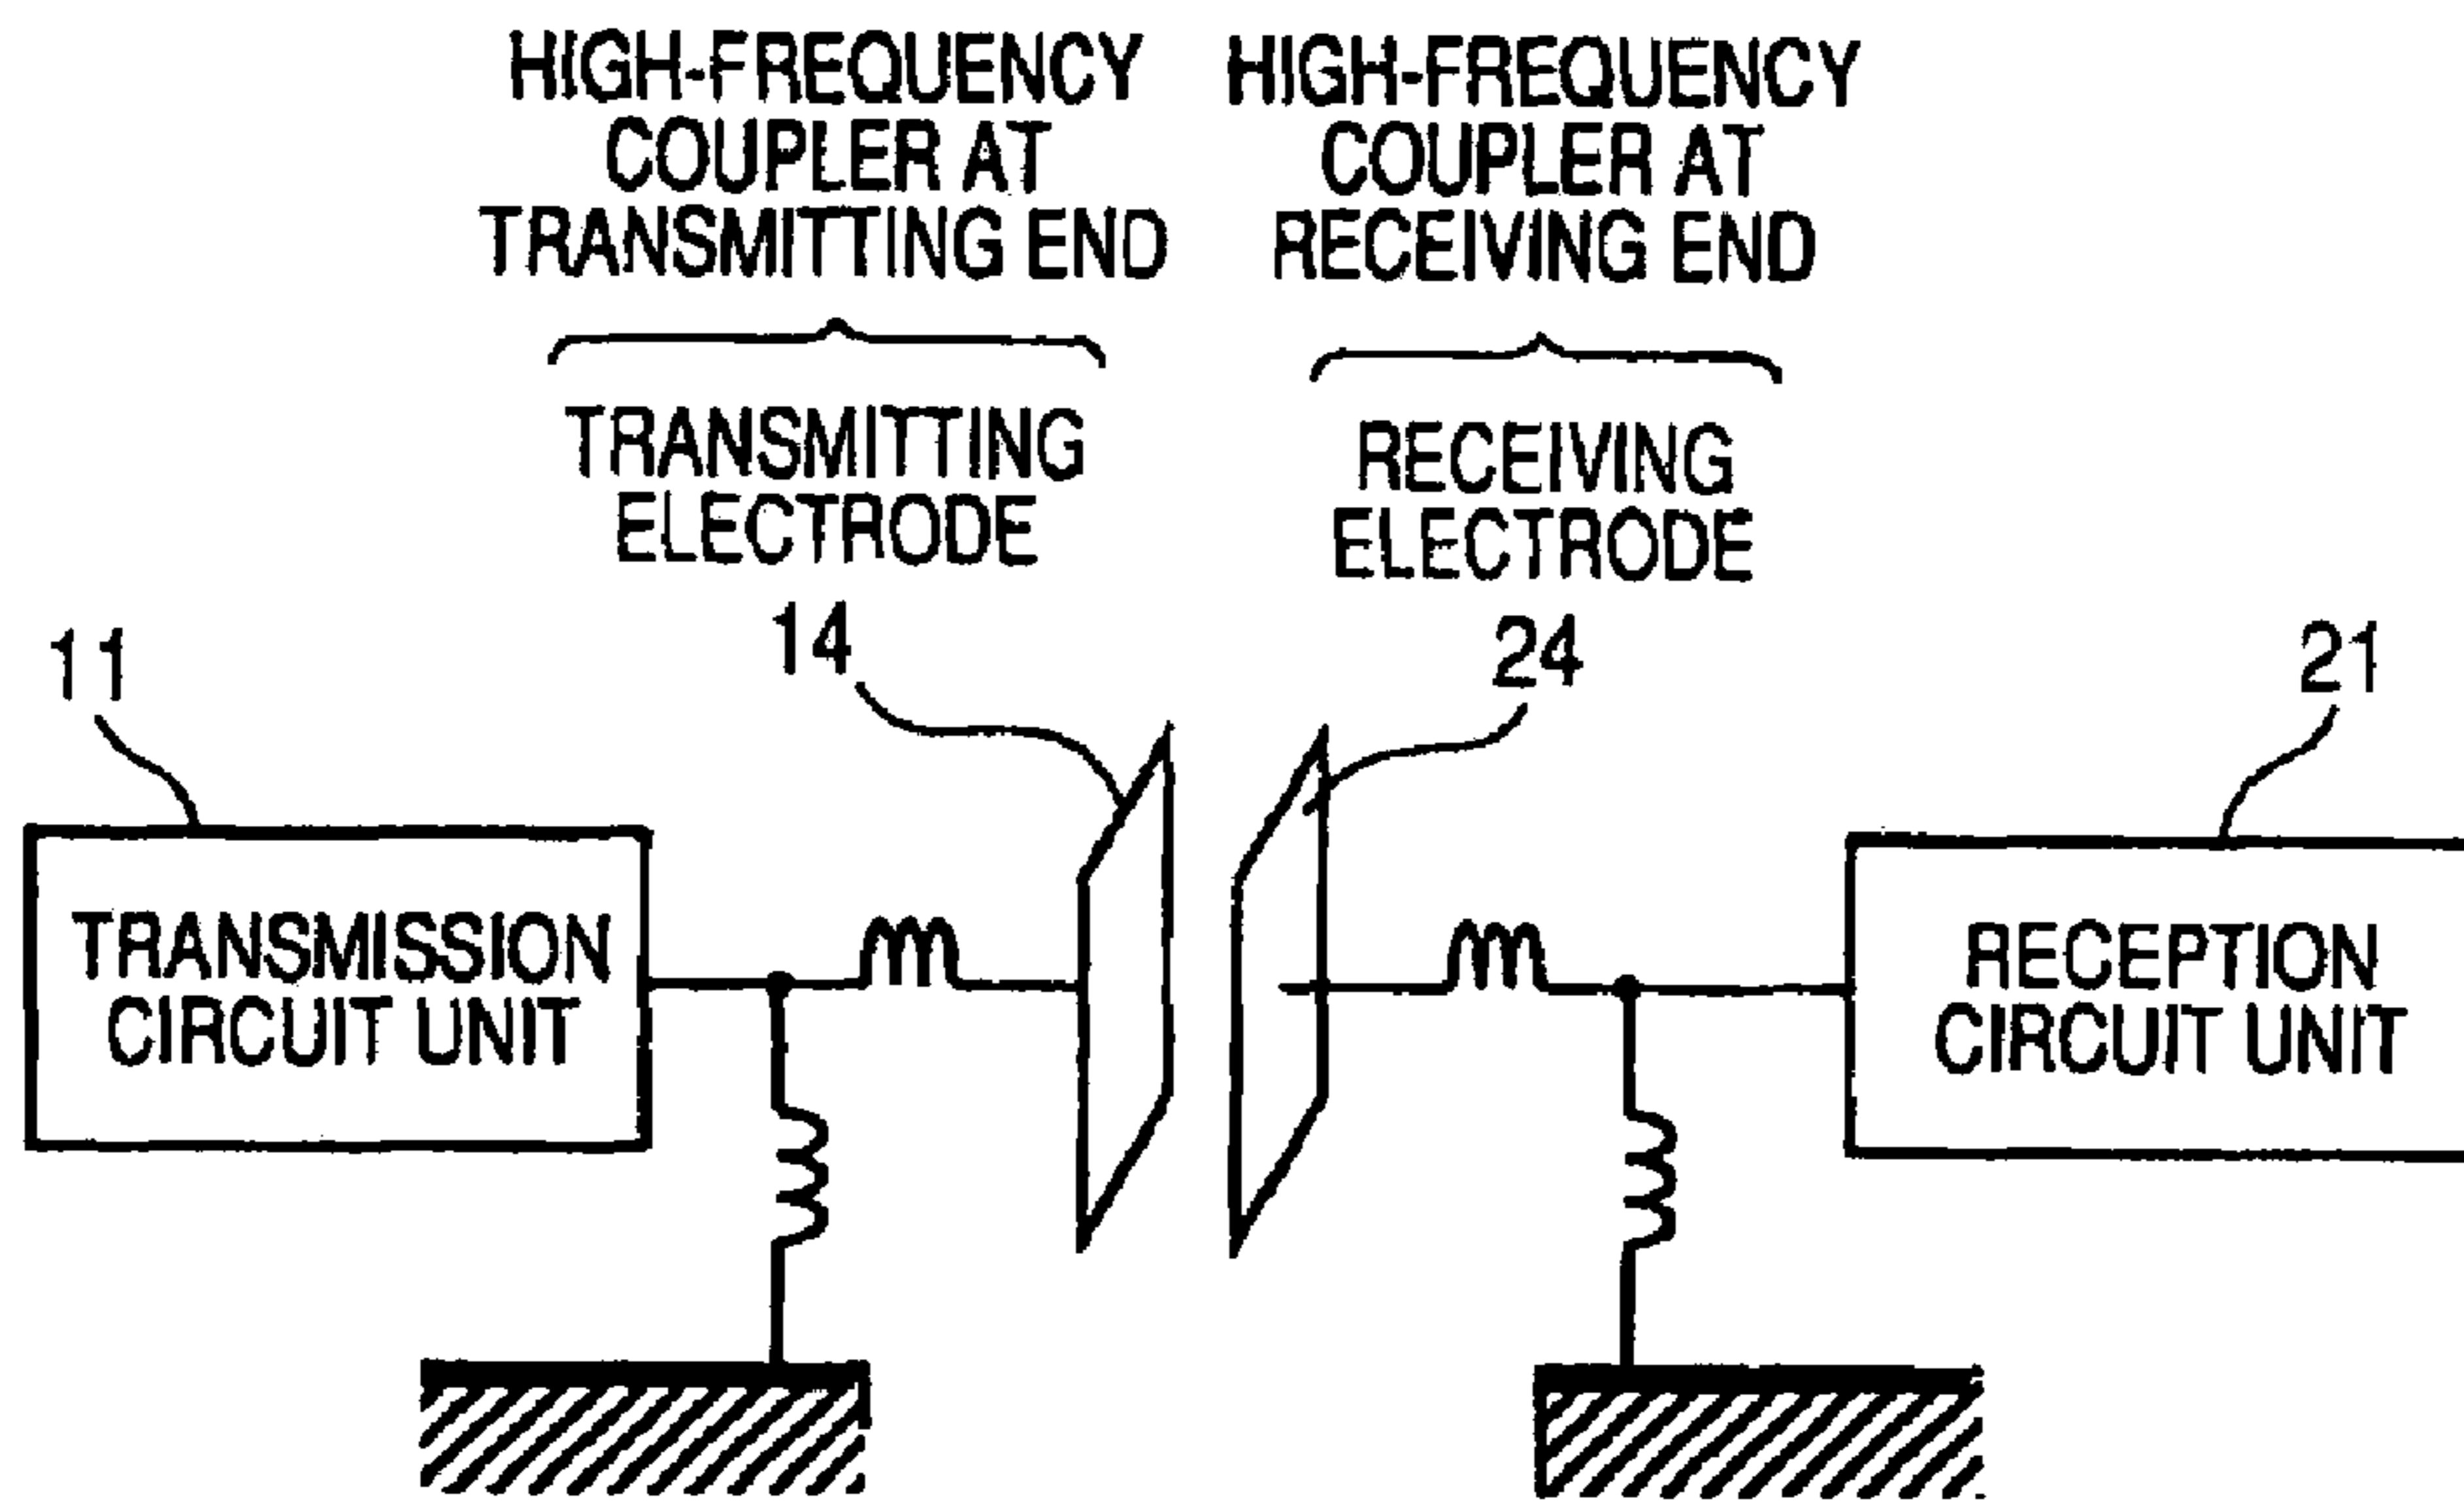 HIGH-FREQUENCY
COUPLER AT
TRANSMITTING END
HIGH-FREQUENCY
COUPLER AT
RECEIVING END
TRANSMITTING
ELECTRODE
RECEIVING
ELECTRODE
11
14
24
21
TRANSMISSION
CIRCUIT UNIT
RECEPTION
CIRCUIT UNIT